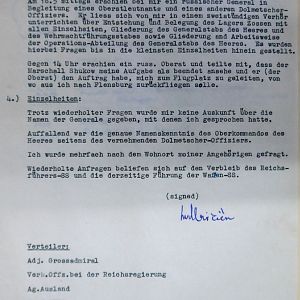 Am 18.5 mittags erschien bei mir ein russischer General in
Begleitung eines Oberstleutnants und eines anderen Dolmetscher-
Offiziers. Er liess sich von mir in einem zweistündigen Verhör
unterrichten über Entstehung und Belegung des Lagers Zossen mit
allen Einzelheiten, Gliederung des Generalstabs des Heeres und
des Wehrmachtführungsstabes sowie Gliederung and Arbeitsweise
der Operations-Abteilung des Generalstabs des Heeres. Es wurden
hierbei Fragen bis in die kleinsten Einzelheiten hinein gestellt.
Gegen 14 Uhr erschien ein russ. Oberst und teilte mit, dass der
Marschall Shukow meine Aufgabe als beendet ansehe und er (der
Oberst) den Auftrag habe, mich zum Flugplatz zu geleiten, von
wo aus ich nach Flensburg zurückfliegen solle.
4.) Einzelheiten:
Trotz wiederholter Fragen wurde mir keine Auskunft über die
Namen der Generale gegeben, mit denen ich gesprochen hatte.
Auffallend war die genaue Namenskenntnis des Oberkommandos des
Heeres seitens des vernehmenden Dolmetscher-Offiziers.
Ich wurde mehrfach nach dem Wohnort meiner Angehörigen gefragt.
Wiederholte Anfragen beliefen sich auf den Verbleib des Reichs-
führers-SS und die derzeitige Führung der Waffen-SS.
(signed)
Verteiler:
Adj. Grossadmiral
Verb.Offs.bei der Reichsregierung
Ag.Ausland